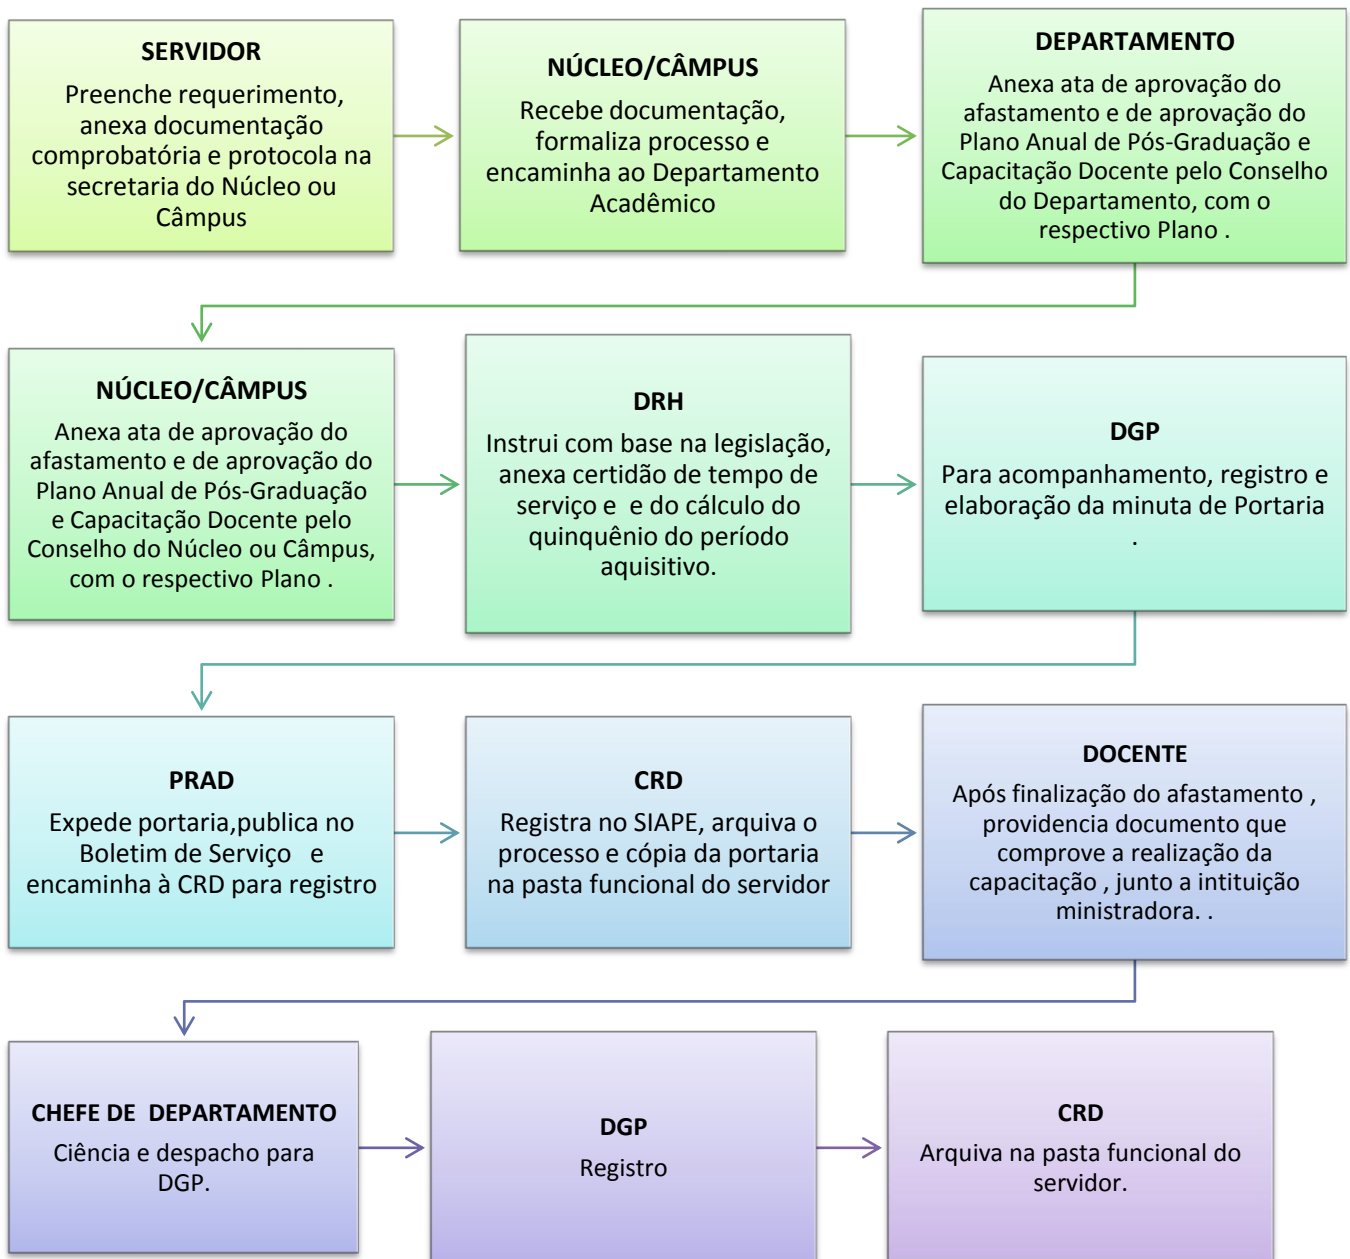 SERVIDOR
Preenche requerimento,
anexa documentação
comprobatória e protocola na
secretaria do Núcleo ou
Câmpus
NÚCLEO/CÂMPUS
Recebe documentação,
formaliza processo e
encaminha ao Departamento
Acadêmico
DEPARTAMENTO
Anexa ata de aprovação do
afastamento e de aprovação do
Plano Anual de Pós-Graduação e
Capacitação Docente pelo Conselho
do Departamento, com o
respectivo Plano .
NÚCLEO/CÂMPUS
Anexa ata de aprovação do
afastamento e de aprovação do
Plano Anual de Pós-Graduação
e Capacitação Docente pelo
Conselho do Núcleo ou Câmpus,
com o respectivo Plano .
DRH
Instrui com base na legislação,
anexa certidão de tempo de
serviço e  e do cálculo do
quinquênio do período
aquisitivo.
DGP
Para acompanhamento, registro e
elaboração da minuta de Portaria
.
PRAD
Expede portaria,publica no
Boletim de Serviço   e
encaminha à CRD para registro
CRD
Registra no SIAPE, arquiva o
processo e cópia da portaria
na pasta funcional do servidor
DOCENTE
Após finalização do afastamento ,
providencia documento que
comprove a realização da
capacitação , junto a intituição
ministradora. .
CHEFE DE  DEPARTAMENTO
Ciência e despacho para
DGP.
DGP
Registro
CRD
Arquiva na pasta funcional do
servidor.